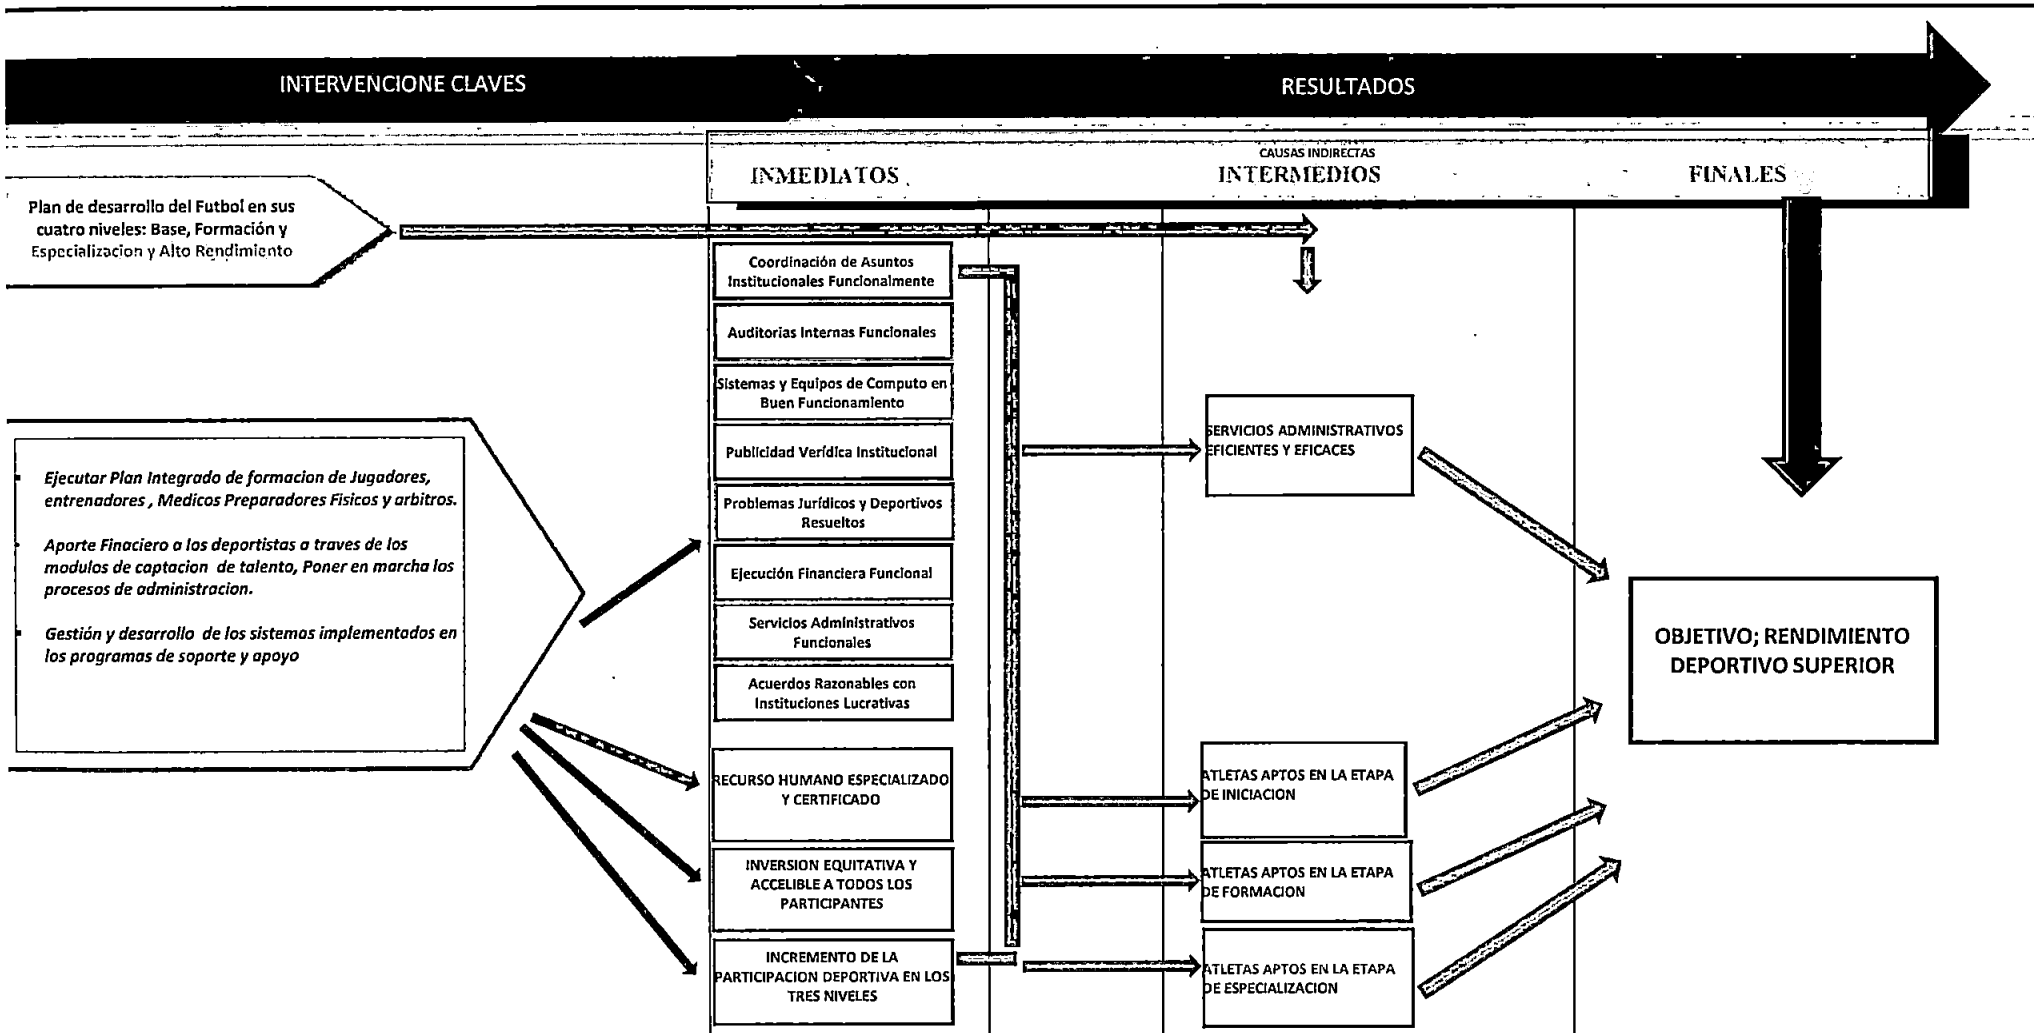 INTERVENCIONE CLAVES
RESULTADOS
INMEDIATOS
CAUSAS INDIRECTAS
INTERMEDIOS
FINALES
Plan de desarrollo del Futbol en sus
cuatro niveles: Base, Formación y
Especializacion y Alto Rendimiento
Ejecutar Plan Integrado de formacion de Jugadores,
entrenadores , Medicos Preparadores Fisicos y arbitros.
Aporte Finaciero a los deportistas a traves de los
modulos de captacion de talento, Poner en marcha los
procesos de administracion.
Gestión y desarrollo de los sistemas implementados en
los programas de soporte y apoyo
Coordinación de Asuntos
Institucionales Funcionalmente
Auditorias Internas Funcionales
Sistemas y Equipos de Computo en
Buen Funcionamiento
Publicidad Verídica Institucional
Problemas Jurídicos y Deportivos
Resueltos
Ejecución Financiera Funcional
Servicios Administrativos
Funcionales
Acuerdos Razonables con
Instituciones Lucrativas
RECURSO HUMANO ESPECIALIZADO
Y CERTIFICADO
INVERSION EQUITATIVA Y
ACCELIBLE A TODOS LOS
PARTICIPANTES
INCREMENTO DE LA
PARTICIPACION DEPORTIVA EN LOS
TRES NIVELES
SERVICIOS ADMINISTRATIVOS
EFICIENTES Y EFICACES
ATLETAS APTOS EN LA ETAPA
DE INICIACION
ATLETAS APTOS EN LA ETAPA
DE FORMACION
ATLETAS APTOS EN LA ETAPA
DE ESPECIALIZACION
OBJETIVO; RENDIMIENTO
DEPORTIVO SUPERIOR